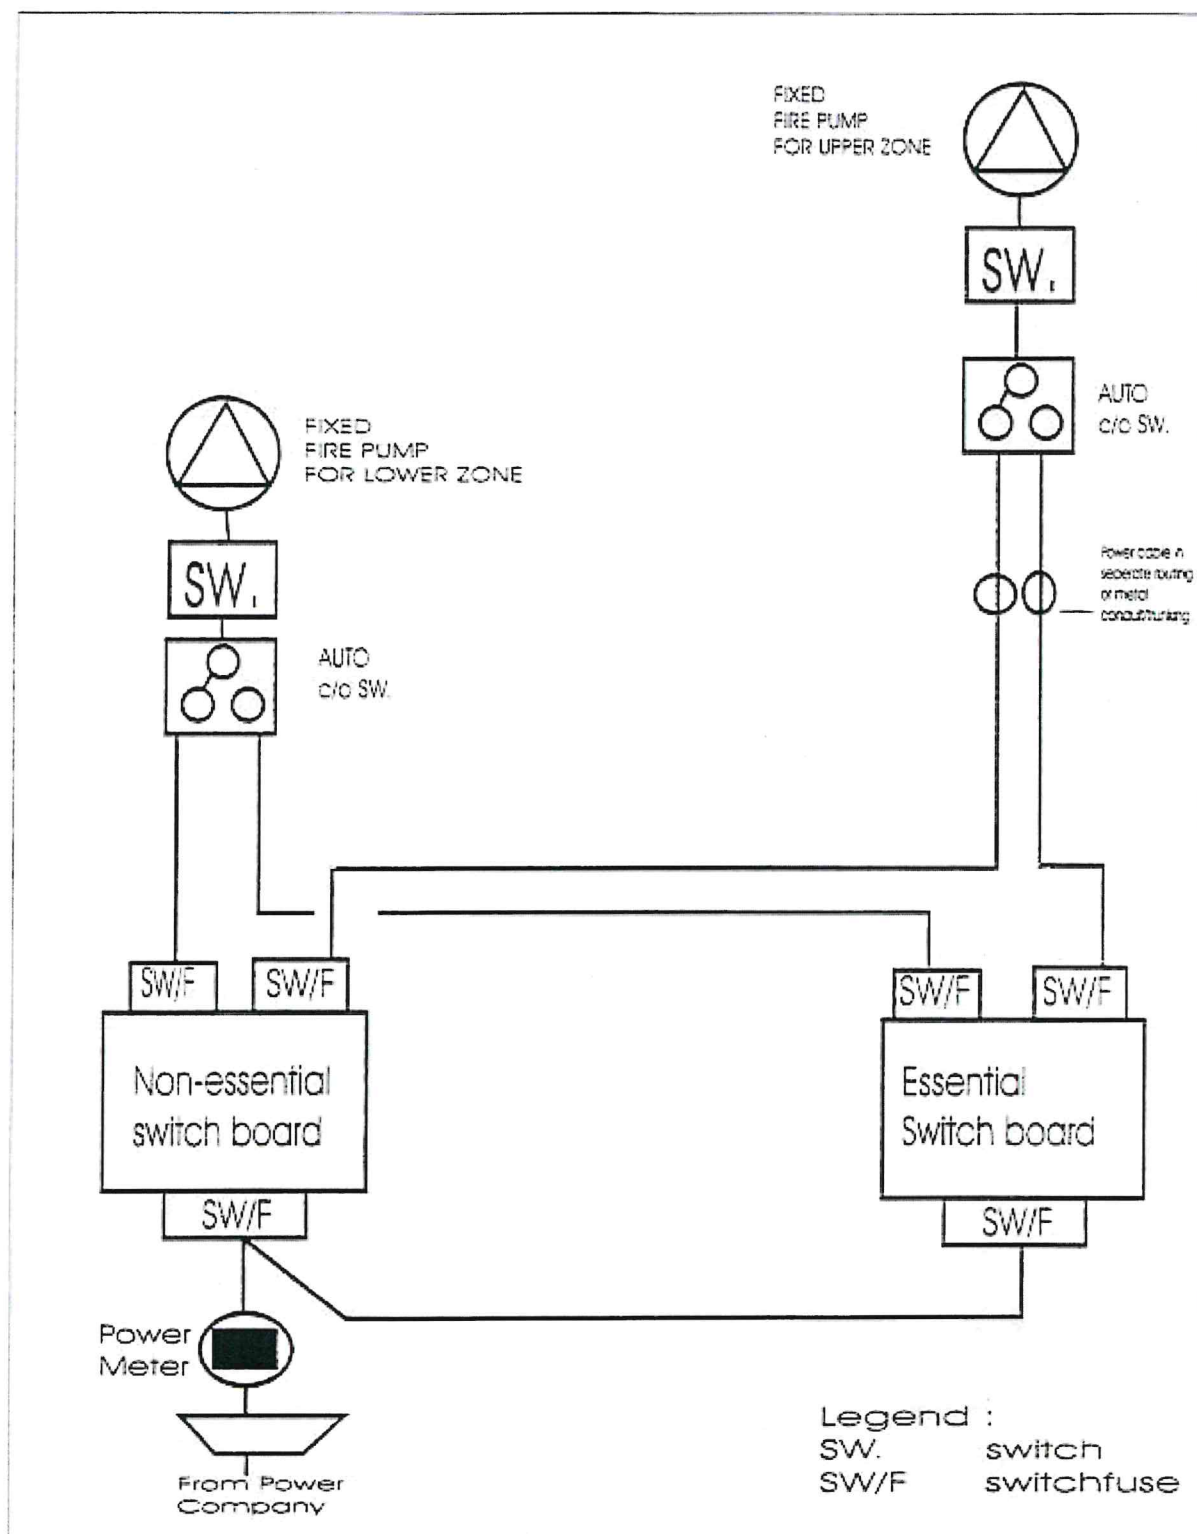 FIXED
FIRE PUMP
FOR UPPER ZONE
SW.
AUTO
c/o SW.
FIXED
FIRE PUMP
FOR LOWER ZONE
SW.
AUTO
c/o SW.
Power cable in
seperate routing
or metal
conduit/trunking
SW/F
SW/F
SW/F
SW/F
Non-essential
switch board
Essential
Switch board
SW/F
SW/F
Power
Meter
From Power
Company
Legend :
SW. switch
SW/F switchfuse